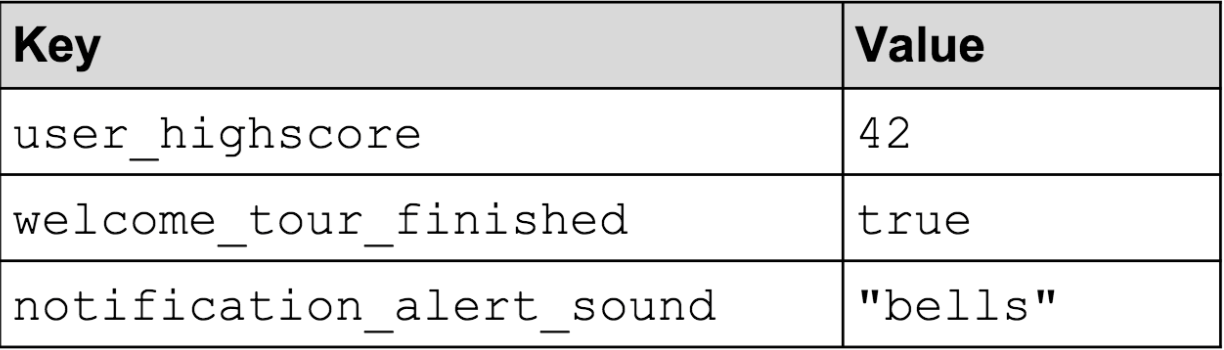 Key Value
user_highscore 42
welcome_tour_finished true
notification_alert_sound "bells"